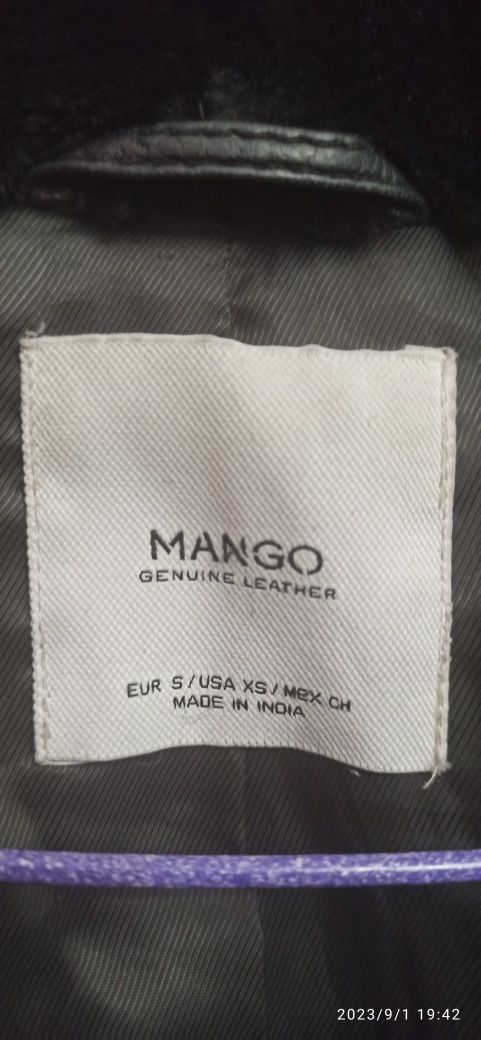 MANGO
GENUINE LEATHER
EUR S / USA XS / MEX CH
MADE IN INDIA
2023/9/1 19:42